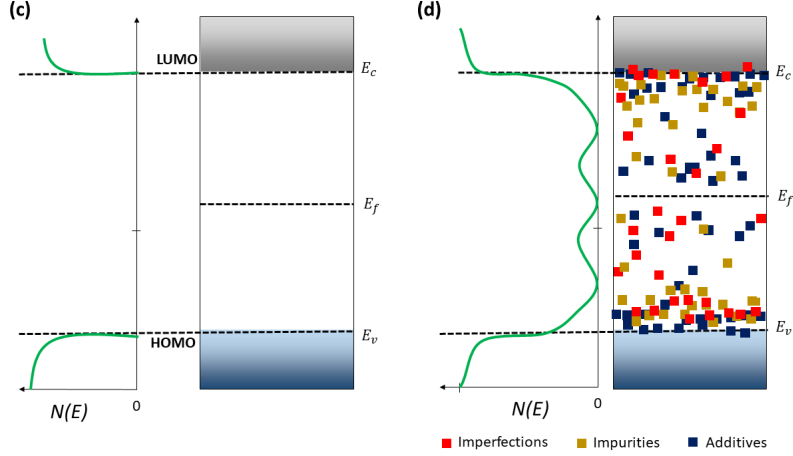 (c)
(d)
LUMO
E_c
E_c
E_f
E_f
HOMO
E_v
E_v
N(E)
0
N(E)
0
Imperfections
Impurities
Additives